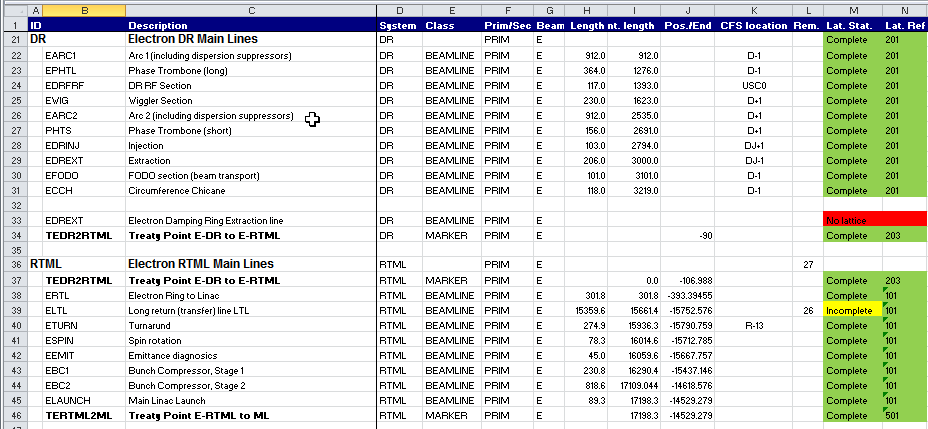 A B C D E F G H I J K L M N
1 ID Description System Class Prim/Sec Beam Length nt. length Pos./End CFS location Rem. Lat. Stat. Lat. Ref
21 DR Electron DR Main Lines DR PRIM E Complete 201
22 EARC1 Arc 1 (including dispersion suppressors) DR BEAMLINE PRIM E 912.0 912.0 D-1 Complete 201
23 EPHTL Phase Trombone (long) DR BEAMLINE PRIM E 364.0 1276.0 D-1 Complete 201
24 EDRFRF DR RF Section DR BEAMLINE PRIM E 117.0 1393.0 USC0 Complete 201
25 EWIG Wiggler Section DR BEAMLINE PRIM E 230.0 1623.0 D+1 Complete 201
26 EARC2 Arc 2 (including dispersion suppressors) DR BEAMLINE PRIM E 912.0 2535.0 D+1 Complete 201
27 PHTS Phase Trombone (short) DR BEAMLINE PRIM E 156.0 2691.0 D+1 Complete 201
28 EDRINJ Injection DR BEAMLINE PRIM E 103.0 2794.0 DJ+1 Complete 201
29 EDREXT Extraction DR BEAMLINE PRIM E 206.0 3000.0 DJ-1 Complete 201
30 EFODO FODO section (beam transport) DR BEAMLINE PRIM E 101.0 3101.0 D-1 Complete 201
31 ECCH Circumference Chicane DR BEAMLINE PRIM E 118.0 3219.0 D-1 Complete 201
32
33 EDREXT Electron Damping Ring Extraction line DR BEAMLINE PRIM E No lattice
34 TEDR2RTML Treaty Point E-DR to E-RTML DR MARKER PRIM E -90 Complete 203
35
36 RTML Electron RTML Main Lines RTML PRIM E 27
37 TEDR2RTML Treaty Point E-DR to E-RTML RTML MARKER PRIM E 0.0 -106.988 Complete 203
38 ERTL Electron Ring to Linac RTML BEAMLINE PRIM E 301.8 301.8 -393.39455 Complete 101
39 ELTL Long return (transfer) line LTL RTML BEAMLINE PRIM E 15359.6 15661.4 -15752.576 26 Incomplete 101
40 ETURN Turnarund RTML BEAMLINE PRIM E 274.9 15936.3 -15790.759 R-13 Complete 101
41 ESPIN Spin rotation RTML BEAMLINE PRIM E 78.3 16014.6 -15712.785 Complete 101
42 EEMIT Emittance diagnosics RTML BEAMLINE PRIM E 45.0 16059.6 -15667.757 Complete 101
43 EBC1 Bunch Compressor, Stage 1 RTML BEAMLINE PRIM E 230.8 16290.4 -15437.146 Complete 101
44 EBC2 Bunch Compressor, Stage 2 RTML BEAMLINE PRIM E 818.6 17109.044 -14618.576 Complete 101
45 ELAUNCH Main Linac Launch RTML BEAMLINE PRIM E 89.3 17198.3 -14529.279 Complete 101
46 TERTML2ML Treaty Point E-RTML to ML RTML MARKER PRIM E 17198.3 -14529.279 Complete 501